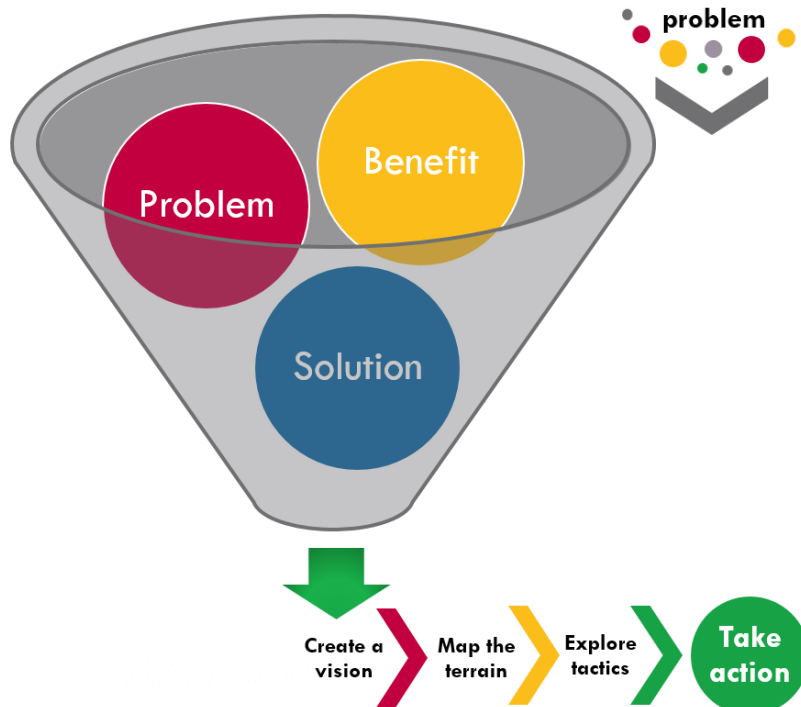 problem
Benefit
Problem
Solution
Create a
vision
Map the
terrain
Explore
tactics
Take
action